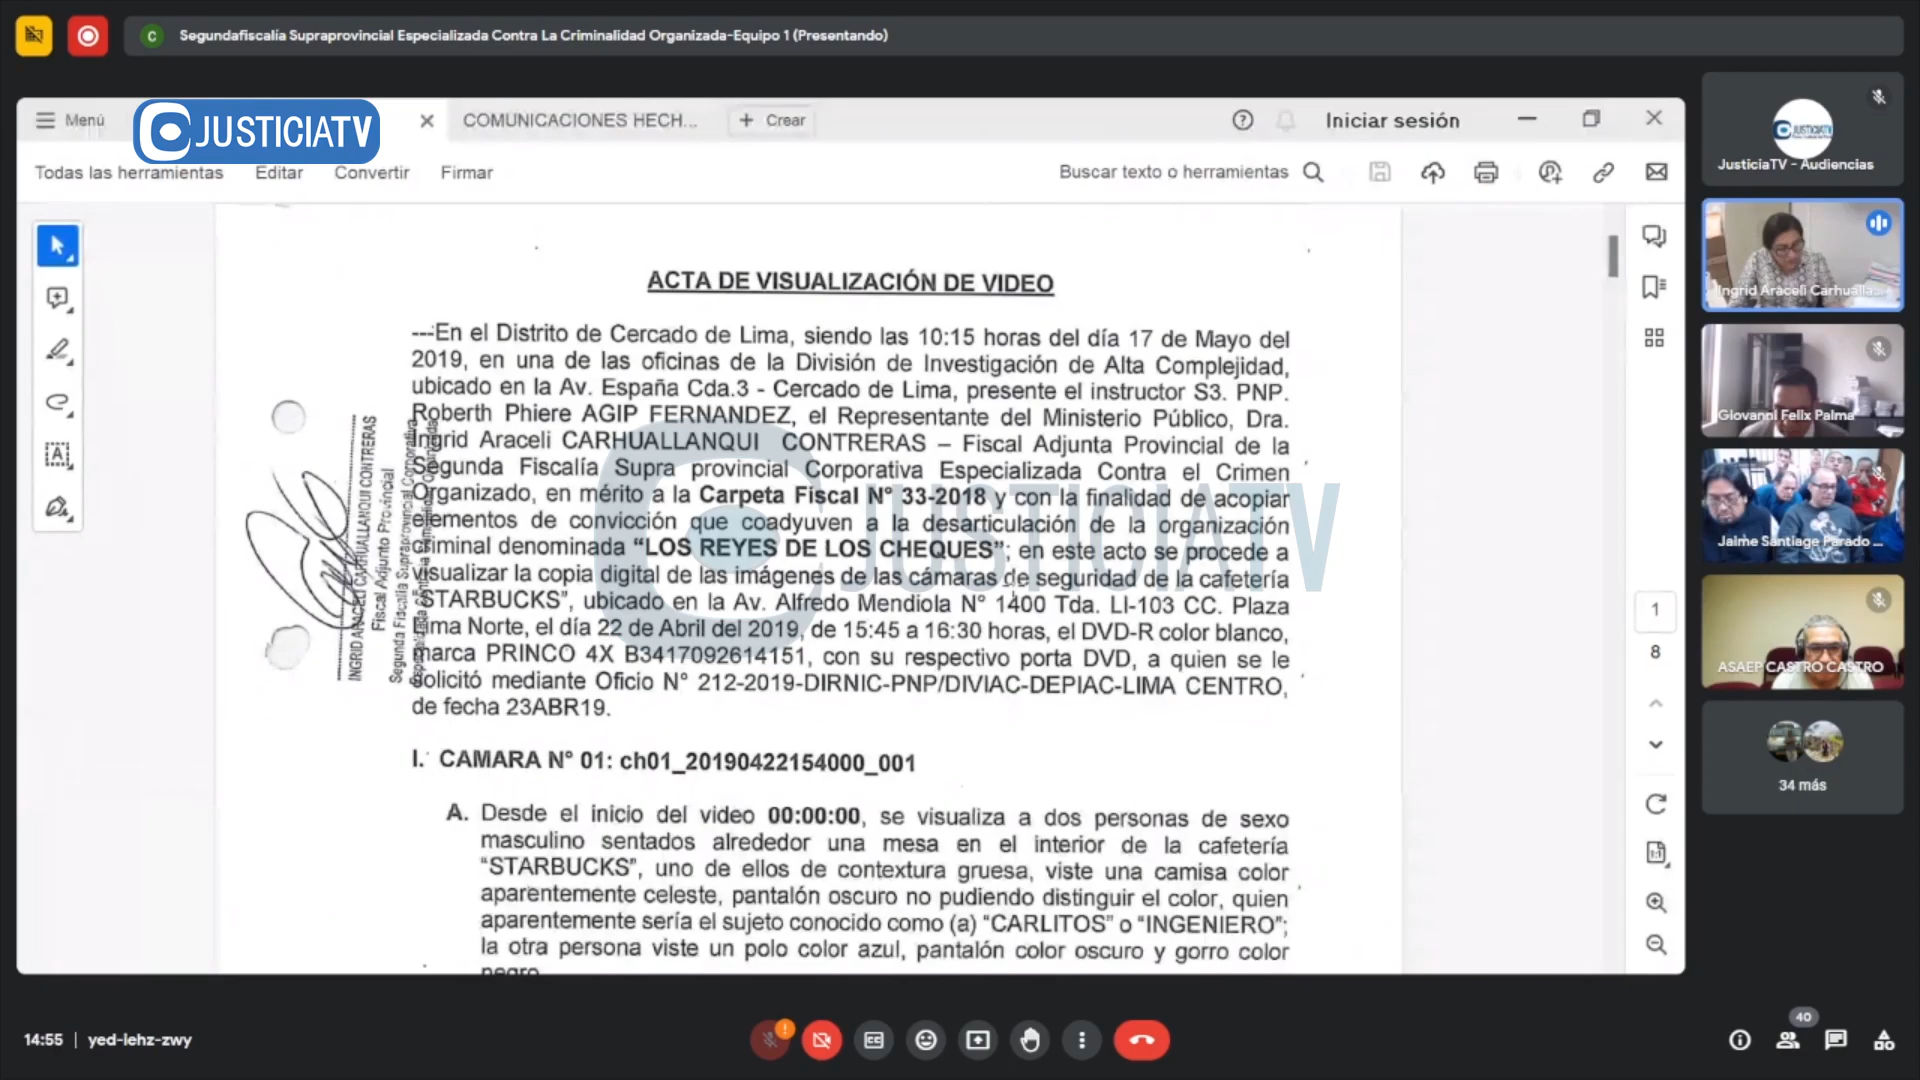 C Segundafiscalía Supraprovincial Especializada Contra La Criminalidad Organizada-Equipo 1 (Presentando)
Menú
JUSTICIATV
COMUNICACIONES HECH...
+ Crear
Iniciar sesión
Todas las herramientas
Editar
Convertir
Firmar
Buscar texto o herramientas
ACTA DE VISUALIZACIÓN DE VIDEO
---En el Distrito de Cercado de Lima, siendo las 10:15 horas del día 17 de Mayo del
2019, en una de las oficinas de la División de Investigación de Alta Complejidad,
ubicado en la Av. España Cda.3 - Cercado de Lima, presente el instructor S3. PNP.
Roberth Phiere AGIP FERNANDEZ, el Representante del Ministerio Público, Dra.
Ingrid Araceli CARHUALLANQUI CONTRERAS – Fiscal Adjunta Provincial de la
Segunda Fiscalía Supra provincial Corporativa Especializada Contra el Crimen
Organizado, en mérito a la Carpeta Fiscal N° 33-2018 y con la finalidad de acopiar
elementos de convicción que coadyuven a la desarticulación de la organización
criminal denominada “LOS REYES DE LOS CHEQUES”; en este acto se procede a
visualizar la copia digital de las imágenes de las cámaras de seguridad de la cafetería
“STARBUCKS”, ubicado en la Av. Alfredo Mendiola N° 1400 Tda. LI-103 CC. Plaza
Lima Norte, el día 22 de Abril del 2019, de 15:45 a 16:30 horas, el DVD-R color blanco,
marca PRINCO 4X B3417092614151, con su respectivo porta DVD, a quien se le
solicitó mediante Oficio N° 212-2019-DIRNIC-PNP/DIVIAC-DEPIAC-LIMA CENTRO,
de fecha 23ABR19.
I. CAMARA N° 01: ch01_20190422154000_001
A. Desde el inicio del video 00:00:00, se visualiza a dos personas de sexo
masculino sentados alrededor una mesa en el interior de la cafetería
“STARBUCKS”, uno de ellos de contextura gruesa, viste una camisa color
aparentemente celeste, pantalón oscuro no pudiendo distinguir el color, quien
aparentemente sería el sujeto conocido como (a) “CARLITOS” o “INGENIERO”;
la otra persona viste un polo color azul, pantalón color oscuro y gorro color
negro
INGRID ARACELI CARHUALLANQUI CONTRERAS
Fiscal Adjunto Provincial
Segunda Fiscalía Supraprovincial Corporativa
JUSTICIATV
1
8
JUSTICIATV
JusticiaTV - Audiencias
Ingrid Araceli Carhualla...
Giovanni Felix Palma
Jaime Santiago Parado ...
ASAEP CASTRO CASTRO
34 más
14:55 | yed-lehz-zwy
40